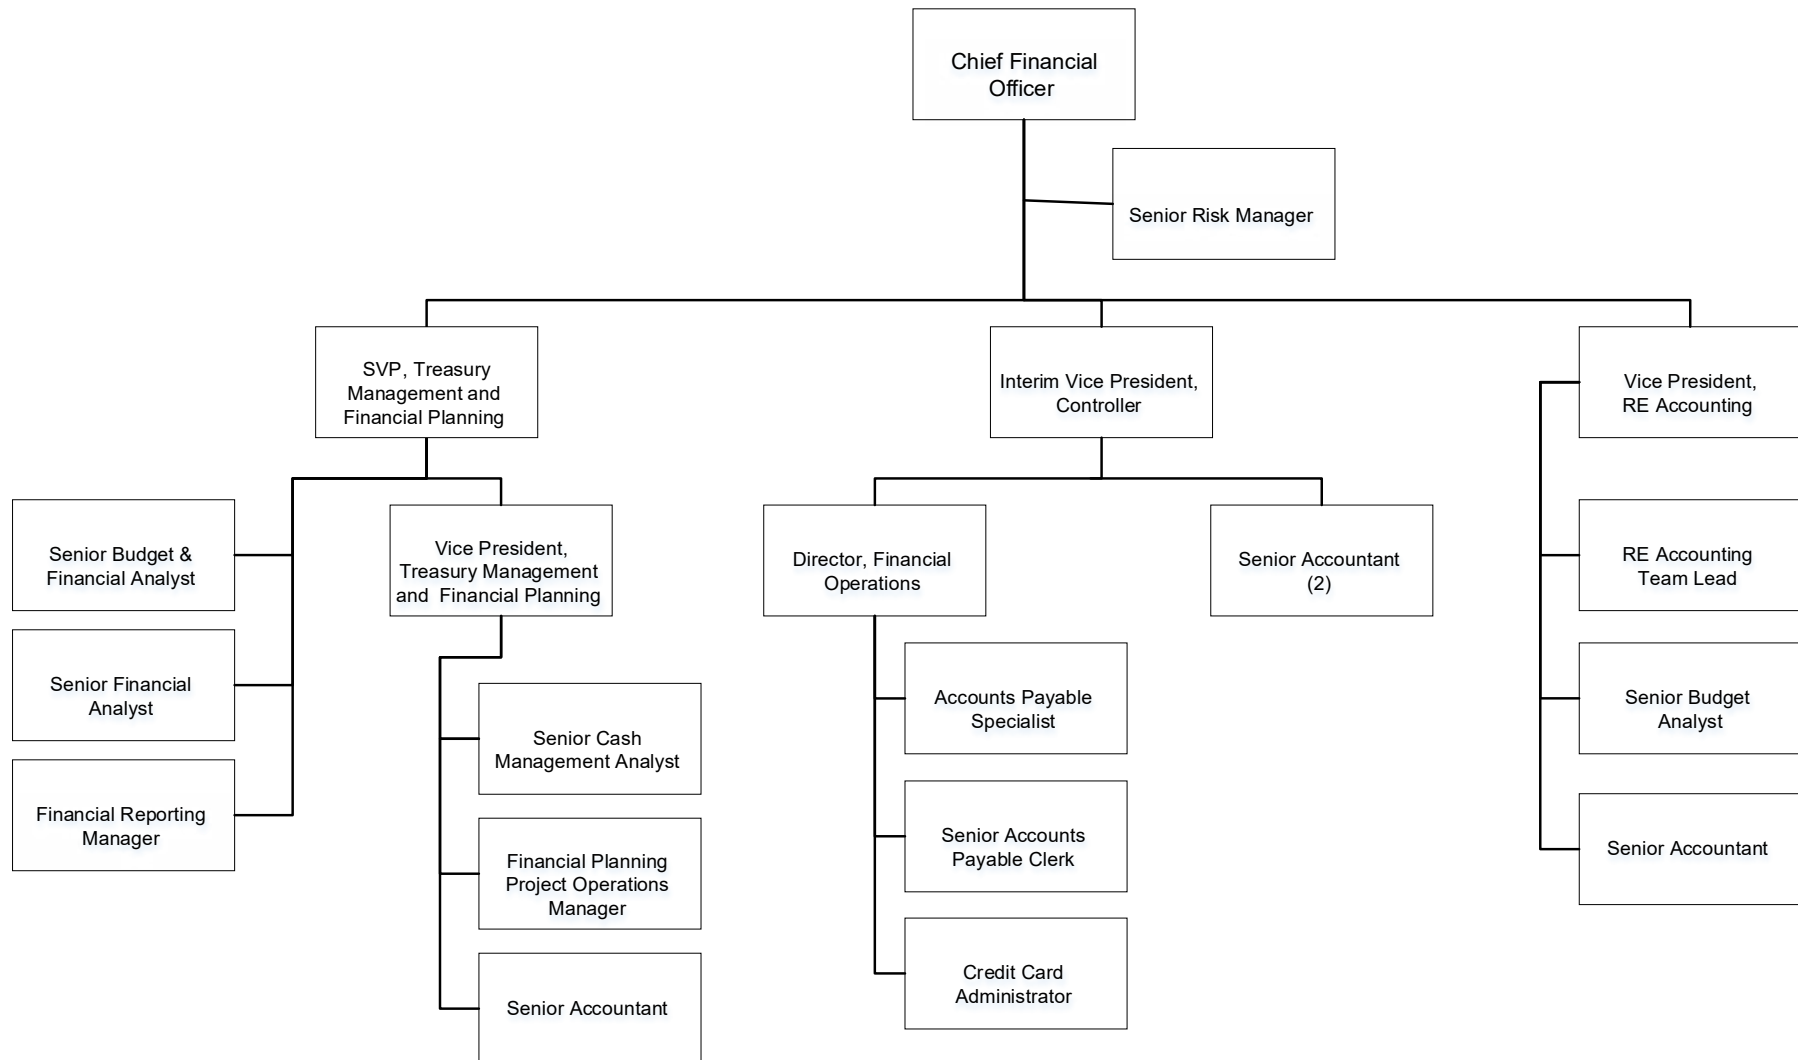 Chief Financial
Officer
Senior Risk Manager
SVP, Treasury
Management and
Financial Planning
Interim Vice President,
Controller
Vice President,
RE Accounting
Senior Budget &
Financial Analyst
Senior Financial
Analyst
Financial Reporting
Manager
Vice President,
Treasury Management
and  Financial Planning
Senior Cash
Management Analyst
Financial Planning
Project Operations
Manager
Senior Accountant
Director, Financial
Operations
Accounts Payable
Specialist
Senior Accounts
Payable Clerk
Credit Card
Administrator
Senior Accountant
(2)
RE Accounting
Team Lead
Senior Budget
Analyst
Senior Accountant